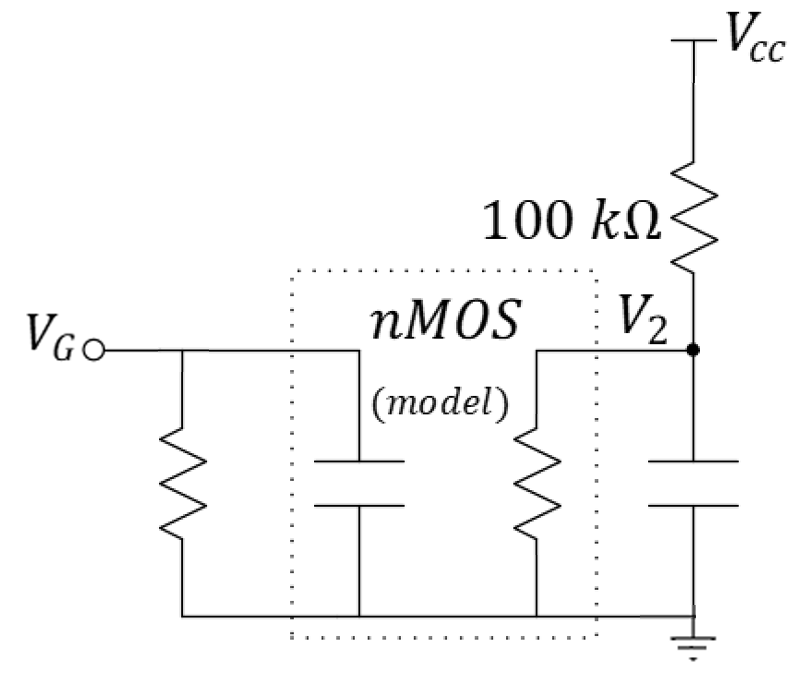 V_CC
100 kΩ
nMOS
V_2
V_G
(model)